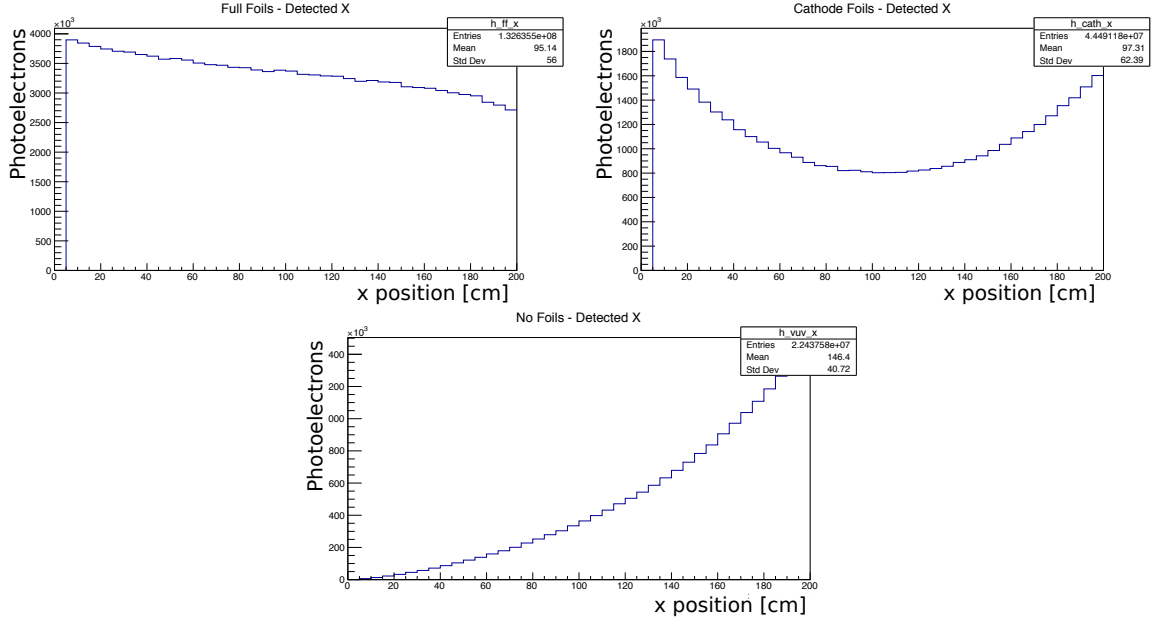 Full Foils - Detected X
×10³
h_ff_x
Entries 1.326355e+08
Mean 95.14
Std Dev 56
4000
3500
3000
2500
2000
1500
1000
500
0
Photoelectrons
0 20 40 60 80 100 120 140 160 180 200
x position [cm]
Cathode Foils - Detected X
×10³
h_cath_x
Entries 4.449118e+07
Mean 97.31
Std Dev 62.39
1800
1600
1400
1200
1000
800
600
400
200
0
Photoelectrons
0 20 40 60 80 100 120 140 160 180 200
x position [cm]
No Foils - Detected X
×10³
h_vuv_x
Entries 2.243758e+07
Mean 146.4
Std Dev 40.72
400
200
000
800
600
400
200
0
Photoelectrons
0 20 40 60 80 100 120 140 160 180 200
x position [cm]